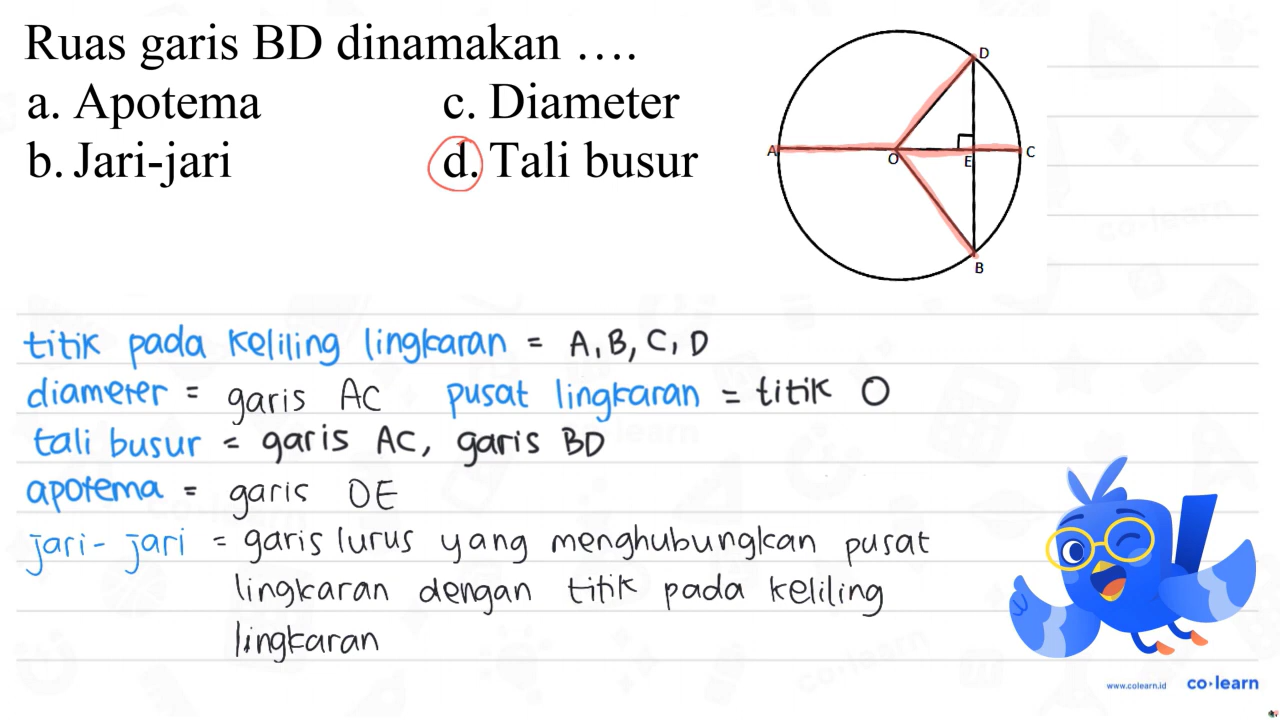 Ruas garis BD dinamakan ....
a. Apotema
c. Diameter
b. Jari-jari
d. Tali busur
D
A
O
E
C
B
titik pada keliling lingkaran = A, B, C, D
diameter = garis AC pusat lingkaran = titik O
tali busur = garis AC, garis BD
apotema = garis OE
jari-jari = garis lurus yang menghubungkan pusat
lingkaran dengan titik pada keliling
lingkaran
www.colearn.id co·learn